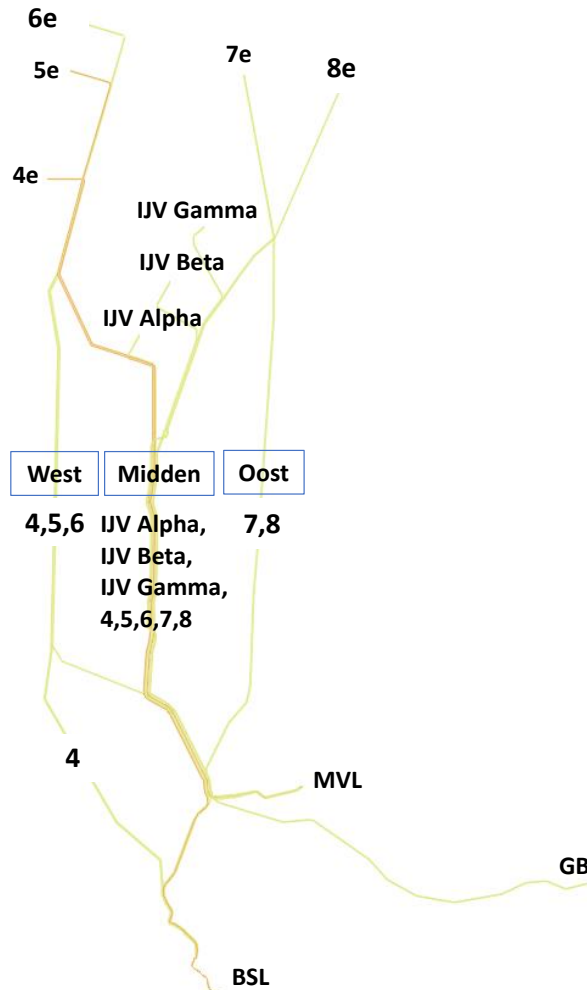 6e
5e
7e
8e
4e
IJV Gamma
IJV Beta
IJV Alpha
West
Midden
Oost
4,5,6
IJV Alpha,
IJV Beta,
IJV Gamma,
4,5,6,7,8
7,8
4
MVL
GB
BSL